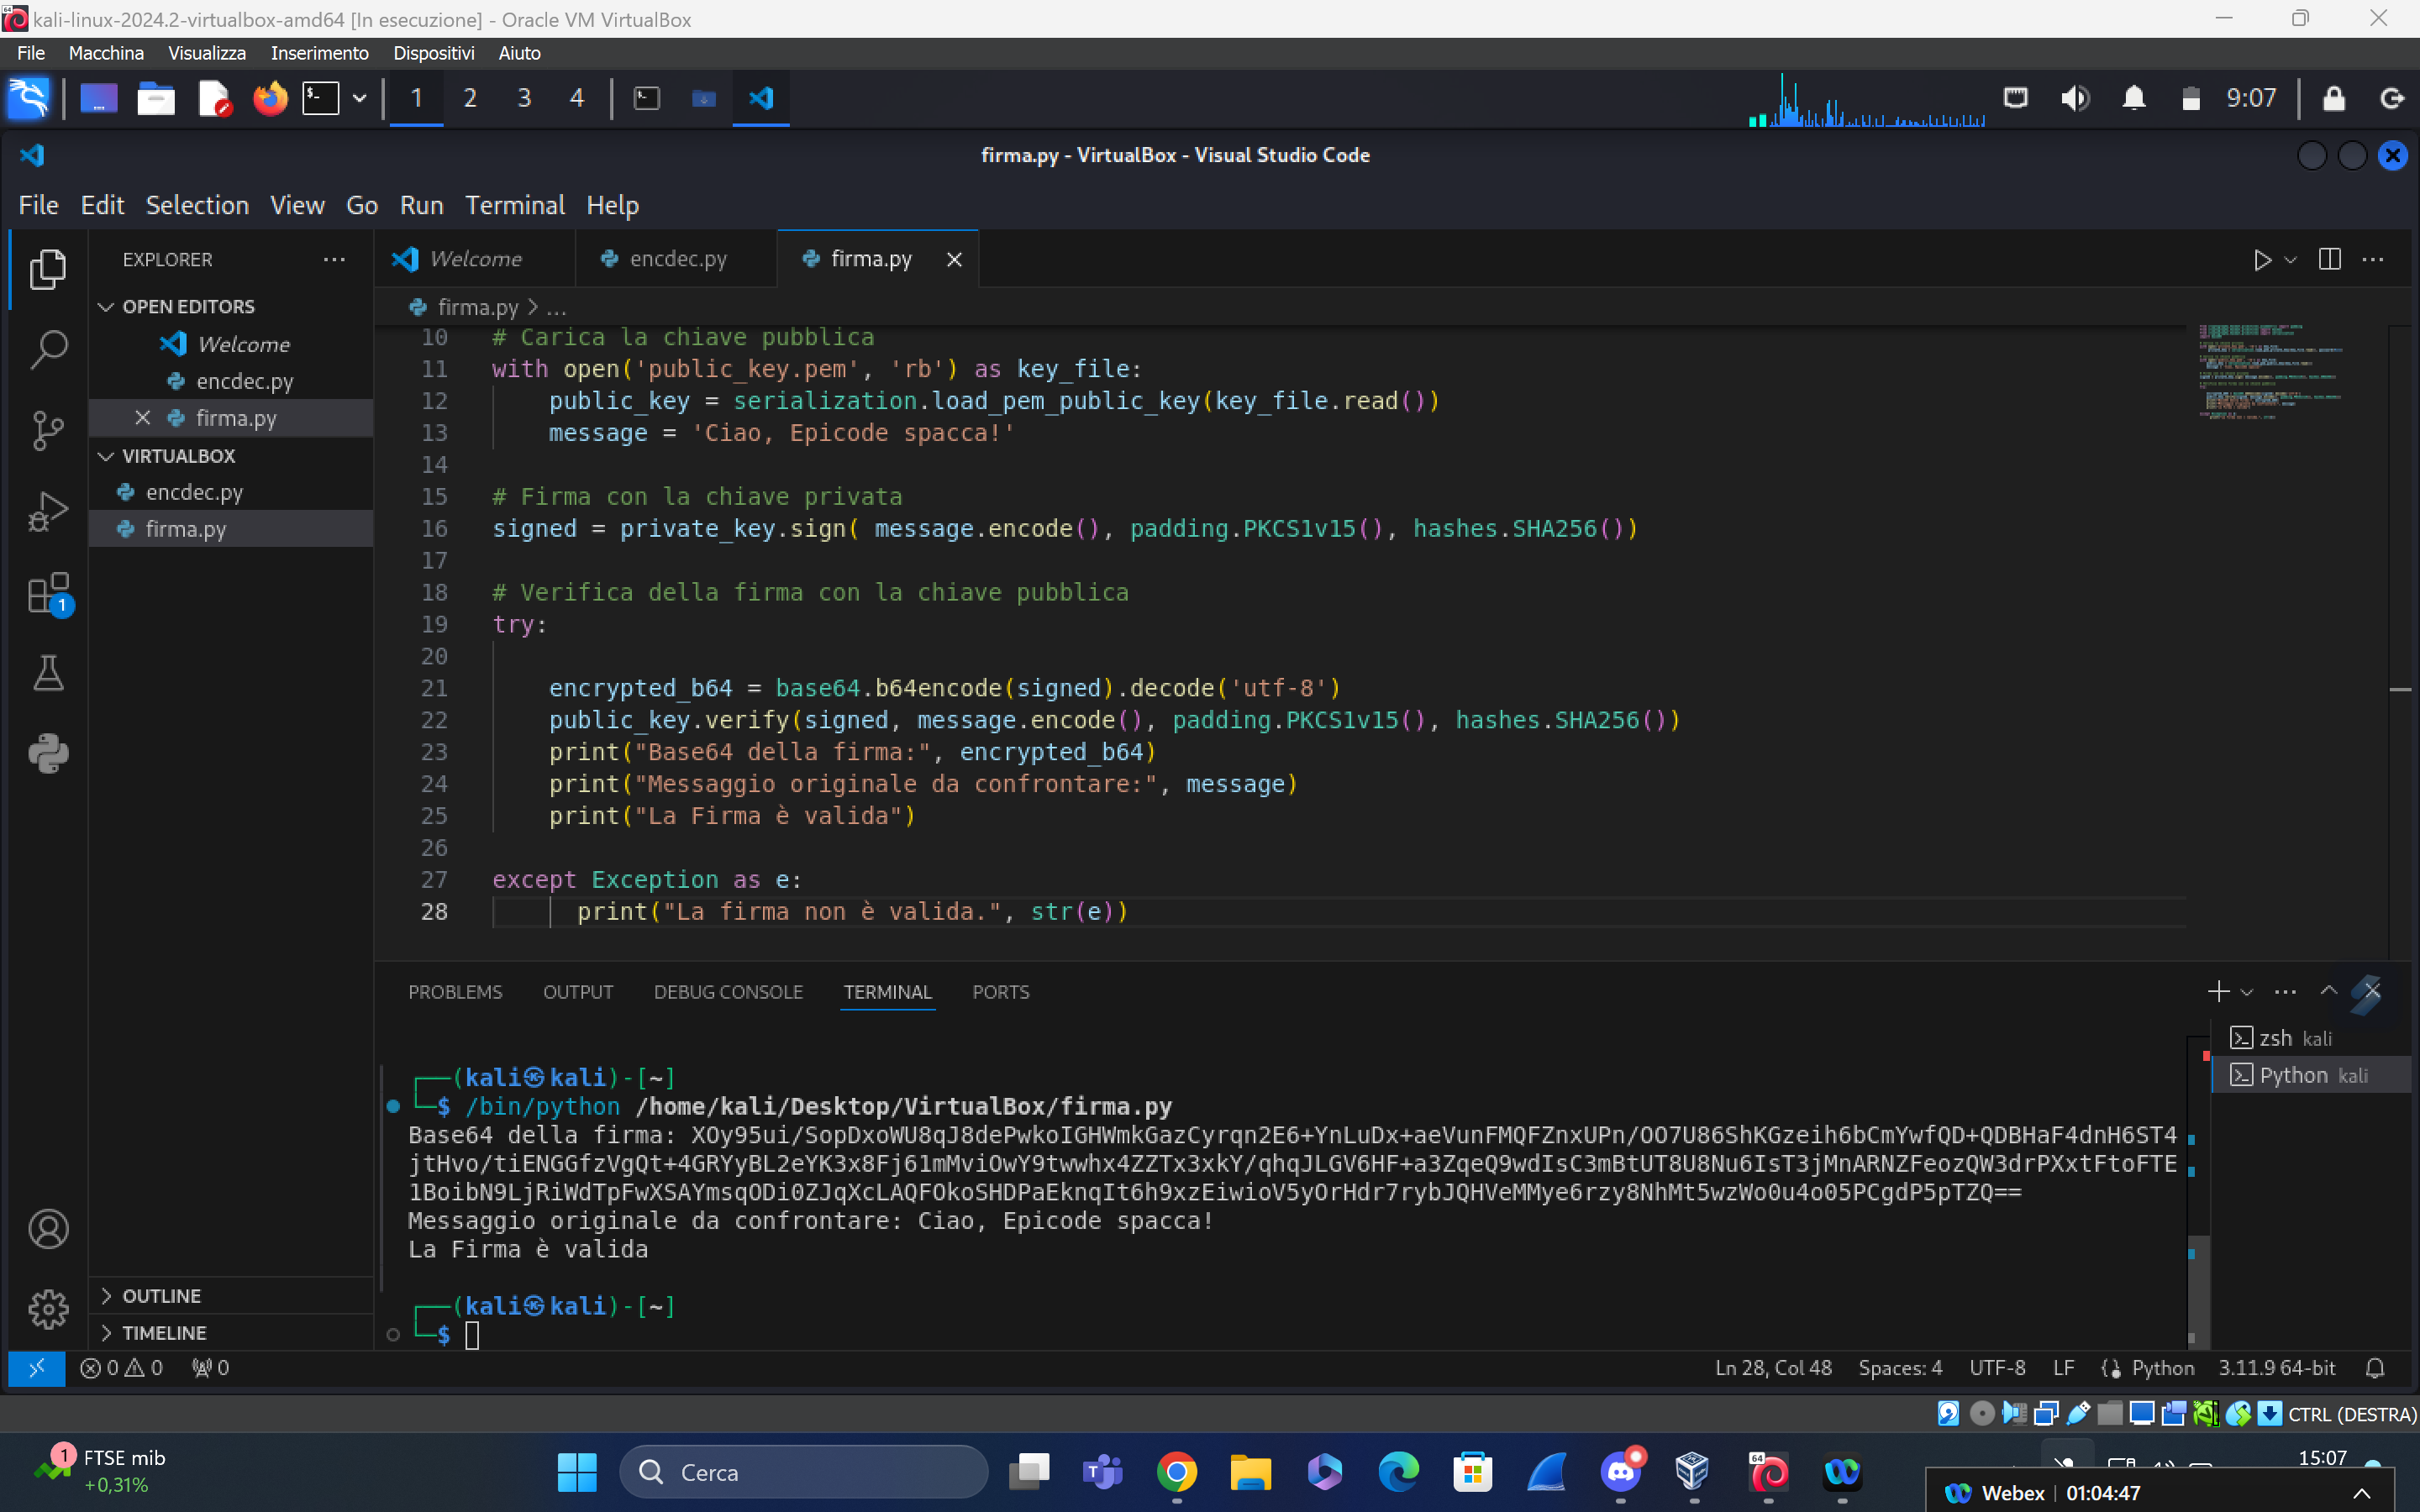 kali-linux-2024.2-virtualbox-amd64 [In esecuzione] - Oracle VM VirtualBox
File Macchina Visualizza Inserimento Dispositivi Aiuto
1 2 3 4 9:07
firma.py - VirtualBox - Visual Studio Code
File Edit Selection View Go Run Terminal Help
EXPLORER
Welcome encdec.py firma.py
OPEN EDITORS
Welcome
encdec.py
firma.py
VIRTUALBOX
encdec.py
firma.py
1
OUTLINE
TIMELINE
firma.py > ...
10 # Carica la chiave pubblica
11 with open('public_key.pem', 'rb') as key_file:
12 public_key = serialization.load_pem_public_key(key_file.read())
13 message = 'Ciao, Epicode spacca!'
14
15 # Firma con la chiave privata
16 signed = private_key.sign( message.encode(), padding.PKCS1v15(), hashes.SHA256())
17
18 # Verifica della firma con la chiave pubblica
19 try:
20
21 encrypted_b64 = base64.b64encode(signed).decode('utf-8')
22 public_key.verify(signed, message.encode(), padding.PKCS1v15(), hashes.SHA256())
23 print("Base64 della firma:", encrypted_b64)
24 print("Messaggio originale da confrontare:", message)
25 print("La Firma è valida")
26
27 except Exception as e:
28 print("La firma non è valida.", str(e))
PROBLEMS OUTPUT DEBUG CONSOLE TERMINAL PORTS
zsh kali
Python kali
┌──(kali㉿kali)-[~]
└─$ /bin/python /home/kali/Desktop/VirtualBox/firma.py
Base64 della firma: XOy95ui/SopDxoWU8qJ8dePwkoIGHWmkGazCyrqn2E6+YnLuDx+aeVunFMQFZnxUPn/OO7U86ShKGzeih6bCmYwfQD+QDBHaF4dnH6ST4
jtHvo/tiENGGfzVgQt+4GRYyBL2eYK3x8Fj61mMviOwY9twwhx4ZZTx3xkY/qhqJLGV6HF+a3ZqeQ9wdIsC3mBtUT8U8Nu6IsT3jMnARNZFeozQW3drPXxtFtoFTE
1BoibN9LjRiWdTpFwXSAYmsqODi0ZJqXcLAQFOkoSHDPaEknqIt6h9xzEiwioV5yOrHdr7rybJQHVeMMye6rzy8NhMt5wzWo0u4o05PCgdP5pTZQ==
Messaggio originale da confrontare: Ciao, Epicode spacca!
La Firma è valida
┌──(kali㉿kali)-[~]
└─$
0 0 0 Ln 28, Col 48 Spaces: 4 UTF-8 LF Python 3.11.9 64-bit
CTRL (DESTRA)
1 FTSE mib
+0,31%
Cerca
64
15:07
Webex 01:04:47